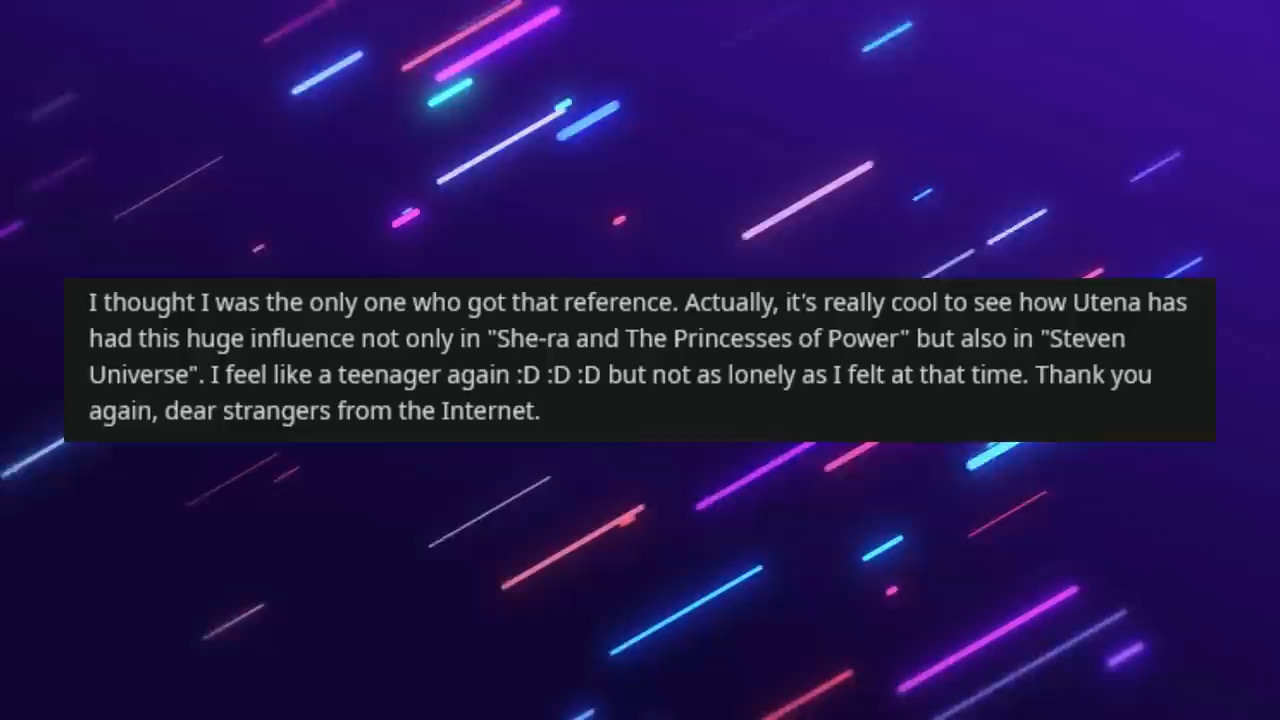 I thought I was the only one who got that reference. Actually, it's really cool to see how Utena has
had this huge influence not only in "She-ra and The Princesses of Power" but also in "Steven
Universe". I feel like a teenager again :D :D :D but not as lonely as I felt at that time. Thank you
again, dear strangers from the Internet.